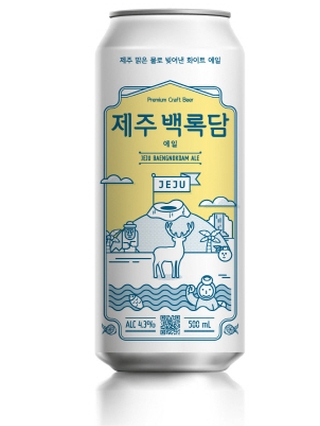 제주 맑은 물로 빚어낸 화이트 에일
Premium Craft Beer
제주 백록담
에일
JEJU BAENGNOKDAM ALE
JEJU
ALC 4.3%
500 mL